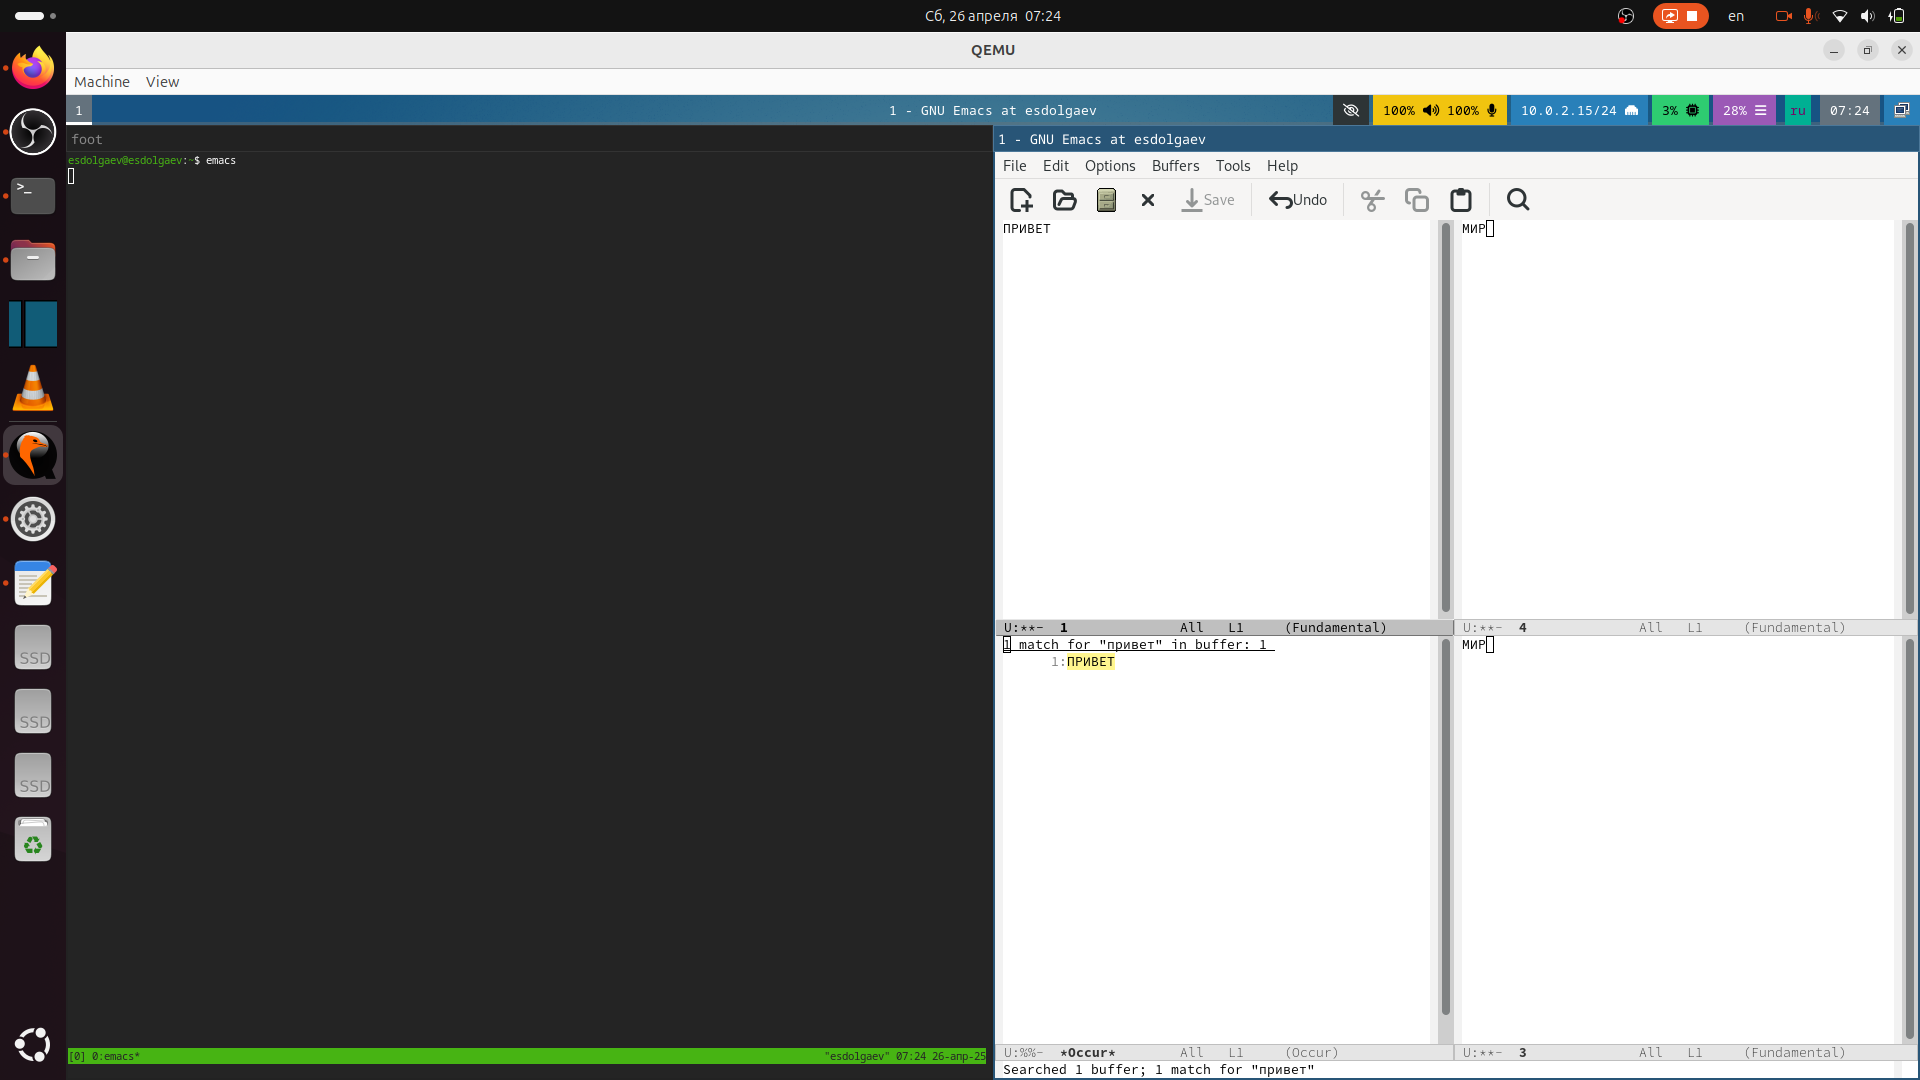 Сб, 26 апреля 07:24
en
QEMU
Machine View
1
1 - GNU Emacs at esdolgaev
100% 100%
10.0.2.15/24
3%
28%
ru
07:24
foot
esdolgaev@esdolgaev:~$ emacs
[0] 0:emacs*
"esdolgaev" 07:24 26-апр-25
1 - GNU Emacs at esdolgaev
File Edit Options Buffers Tools Help
Save
Undo
ПРИВЕТ
U:**- 1 All L1 (Fundamental)
МИР
U:**- 4 All L1 (Fundamental)
1 match for "привет" in buffer: 1
1:ПРИВЕТ
U:%%- *Occur* All L1 (Occur)
МИР
U:**- 3 All L1 (Fundamental)
Searched 1 buffer; 1 match for "привет"
>_
SSD
SSD
SSD